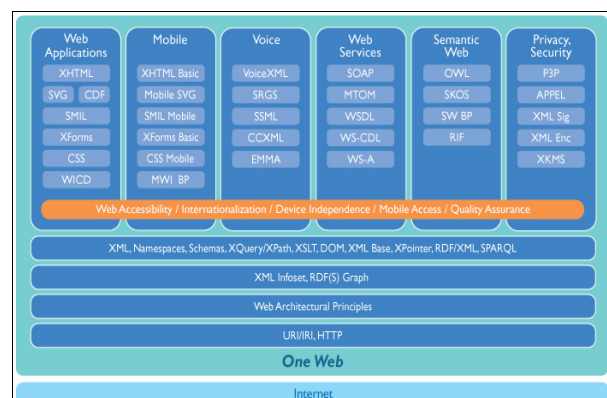 Web Applications
XHTML
SVG CDF
SMIL
XForms
CSS
WICD
Mobile
XHTML Basic
Mobile SVG
SMIL Mobile
XForms Basic
CSS Mobile
MWI BP
Voice
VoiceXML
SRGS
SSML
CCXML
EMMA
Web Services
SOAP
MTOM
WSDL
WS-CDL
WS-A
Semantic Web
OWL
SKOS
SW BP
RIF
Privacy, Security
P3P
APPEL
XML Sig
XML Enc
XKMS
Web Accessibility / Internationalization / Device Independence / Mobile Access / Quality Assurance
XML, Namespaces, Schemas, XQuery/XPath, XSLT, DOM, XML Base, XPointer, RDF/XML, SPARQL
XML Infoset, RDF(S) Graph
Web Architectural Principles
URI/IRI, HTTP
One Web
Internet